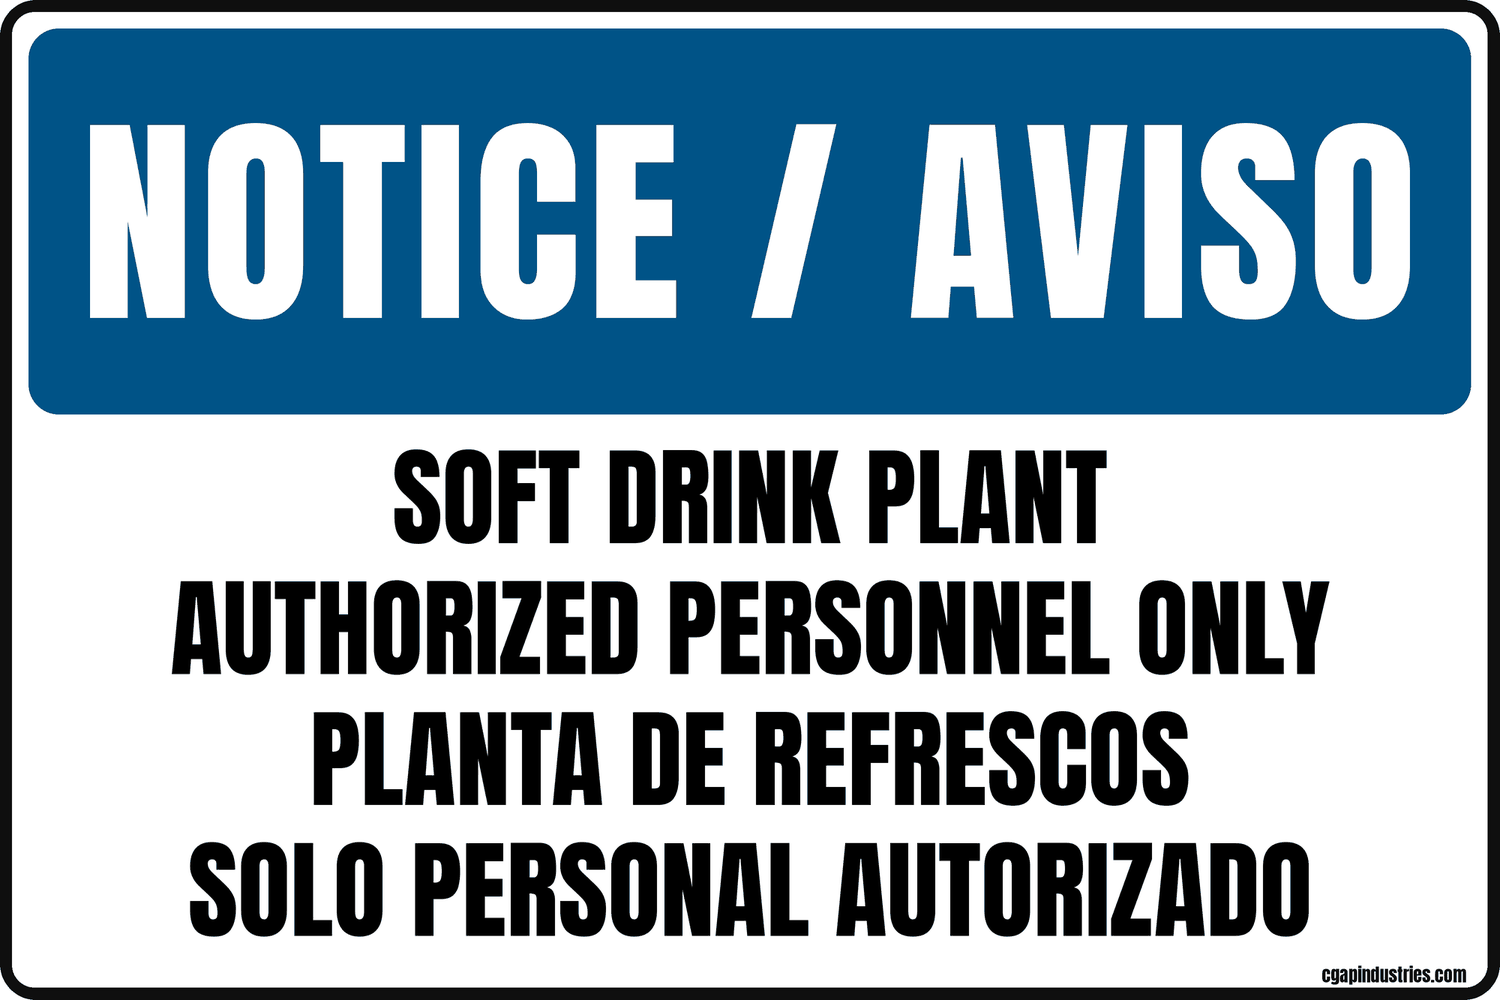 NOTICE / AVISO
SOFT DRINK PLANT
AUTHORIZED PERSONNEL ONLY
PLANTA DE REFRESCOS
SOLO PERSONAL AUTORIZADO
cgapindustries.com